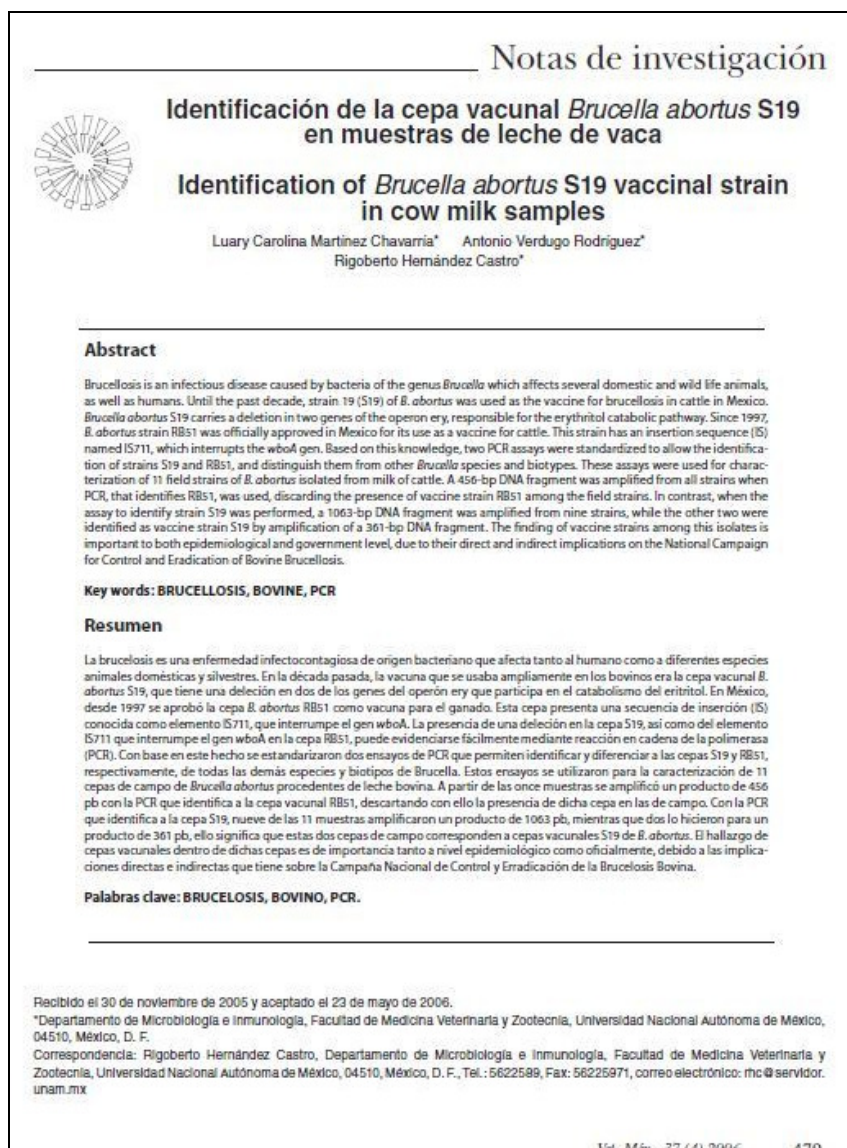 Notas de investigación
Identificación de la cepa vacunal Brucella abortus S19
en muestras de leche de vaca
Identification of Brucella abortus S19 vaccinal strain
in cow milk samples
Luary Carolina Martínez Chavarría* Antonio Verdugo Rodríguez*
Rigoberto Hernández Castro*
Abstract
Brucellosis is an infectious disease caused by bacteria of the genus Brucella which affects several domestic and wild life animals,
as well as humans. Until the past decade, strain 19 (S19) of B. abortus was used as the vaccine for brucellosis in cattle in Mexico.
Brucella abortus S19 carries a deletion in two genes of the operon ery, responsible for the erythritol catabolic pathway. Since 1997,
B. abortus strain RB51 was officially approved in Mexico for its use as a vaccine for cattle. This strain has an insertion sequence (IS)
named IS711, which interrupts the wboA gen. Based on this knowledge, two PCR assays were standardized to allow the identifica-
tion of strains S19 and RB51, and distinguish them from other Brucella species and biotypes. These assays were used for charac-
terization of 11 field strains of B. abortus isolated from milk of cattle. A 456-bp DNA fragment was amplified from all strains when
PCR, that identifies RB51, was used, discarding the presence of vaccine strain RB51 among the field strains. In contrast, when the
assay to identify strain S19 was performed, a 1063-bp DNA fragment was amplified from nine strains, while the other two were
identified as vaccine strain S19 by amplification of a 361-bp DNA fragment. The finding of vaccine strains among this isolates is
important to both epidemiological and government level, due to their direct and indirect implications on the National Campaign
for Control and Eradication of Bovine Brucellosis.
Key words: BRUCELLOSIS, BOVINE, PCR
Resumen
La brucelosis es una enfermedad infectocontagiosa de origen bacteriano que afecta tanto al humano como a diferentes especies
animales domésticas y silvestres. En la década pasada, la vacuna que se usaba ampliamente en los bovinos era la cepa vacunal B.
abortus S19, que tiene una deleción en dos de los genes del operón ery que participa en el catabolismo del eritritol. En México,
desde 1997 se aprobó la cepa B. abortus RB51 como vacuna para el ganado. Esta cepa presenta una secuencia de inserción (IS)
conocida como elemento IS711, que interrumpe el gen wboA. La presencia de una deleción en la cepa S19, así como del elemento
IS711 que interrumpe el gen wboA en la cepa RB51, puede evidenciarse fácilmente mediante reacción en cadena de la polimerasa
(PCR). Con base en este hecho se estandarizaron dos ensayos de PCR que permiten identificar y diferenciar a las cepas S19 y RB51,
respectivamente, de todas las demás especies y biotipos de Brucella. Estos ensayos se utilizaron para la caracterización de 11
cepas de campo de Brucella abortus procedentes de leche bovina. A partir de las once muestras se amplificó un producto de 456
pb con la PCR que identifica a la cepa vacunal RB51, descartando con ello la presencia de dicha cepa en las de campo. Con la PCR
que identifica a la cepa S19, nueve de las 11 muestras amplificaron un producto de 1063 pb, mientras que dos lo hicieron para un
producto de 361 pb, ello significa que estas dos cepas de campo corresponden a cepas vacunales S19 de B. abortus. El hallazgo de
cepas vacunales dentro de dichas cepas es de importancia tanto a nivel epidemiológico como oficialmente, debido a las implica-
ciones directas e indirectas que tiene sobre la Campaña Nacional de Control y Erradicación de la Brucelosis Bovina.
Palabras clave: BRUCELOSIS, BOVINO, PCR.
Recibido el 30 de noviembre de 2005 y aceptado el 23 de mayo de 2006.
*Departamento de Microbiología e Inmunología, Facultad de Medicina Veterinaria y Zootecnia, Universidad Nacional Autónoma de México,
04510, México, D. F.
Correspondencia: Rigoberto Hernández Castro, Departamento de Microbiología e Inmunología, Facultad de Medicina Veterinaria y
Zootecnia, Universidad Nacional Autónoma de México, 04510, México, D. F., Tel.: 5622589, Fax: 56225971, correo electrónico: rhc@servidor.
unam.mx